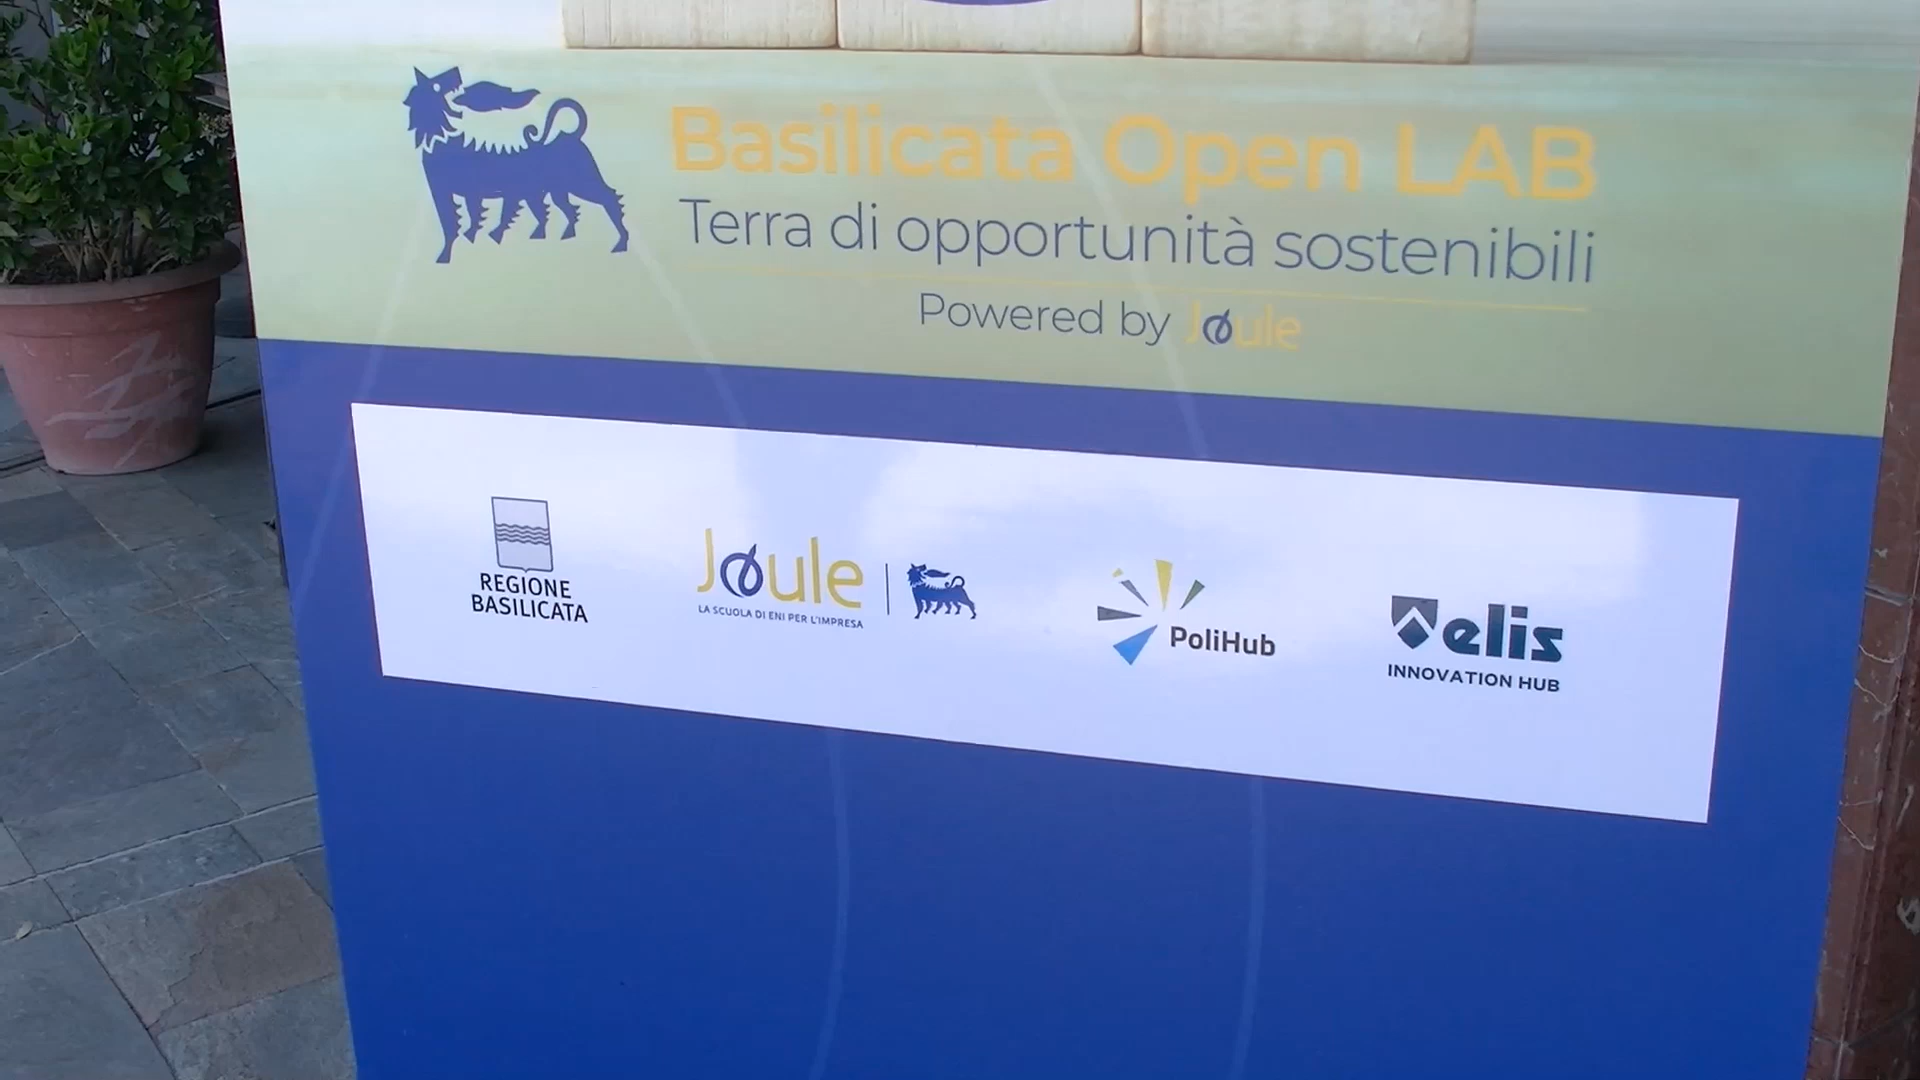 Basilicata Open LAB
Terra di opportunità sostenibili
Powered by Joule
REGIONE
BASILICATA
Joule
LA SCUOLA DI ENI PER L'IMPRESA
PoliHub
elis
INNOVATION HUB